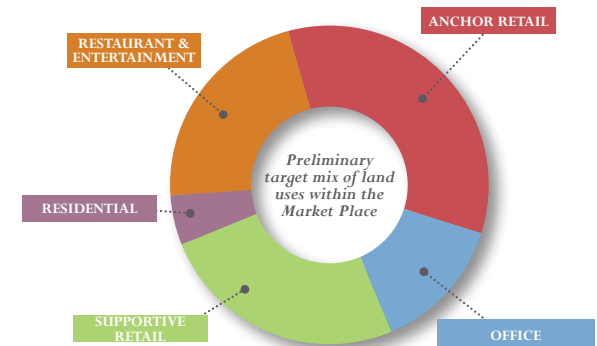 ANCHOR RETAIL
RESTAURANT &
ENTERTAINMENT
Preliminary
target mix of land
uses within the
Market Place
RESIDENTIAL
SUPPORTIVE
RETAIL
OFFICE